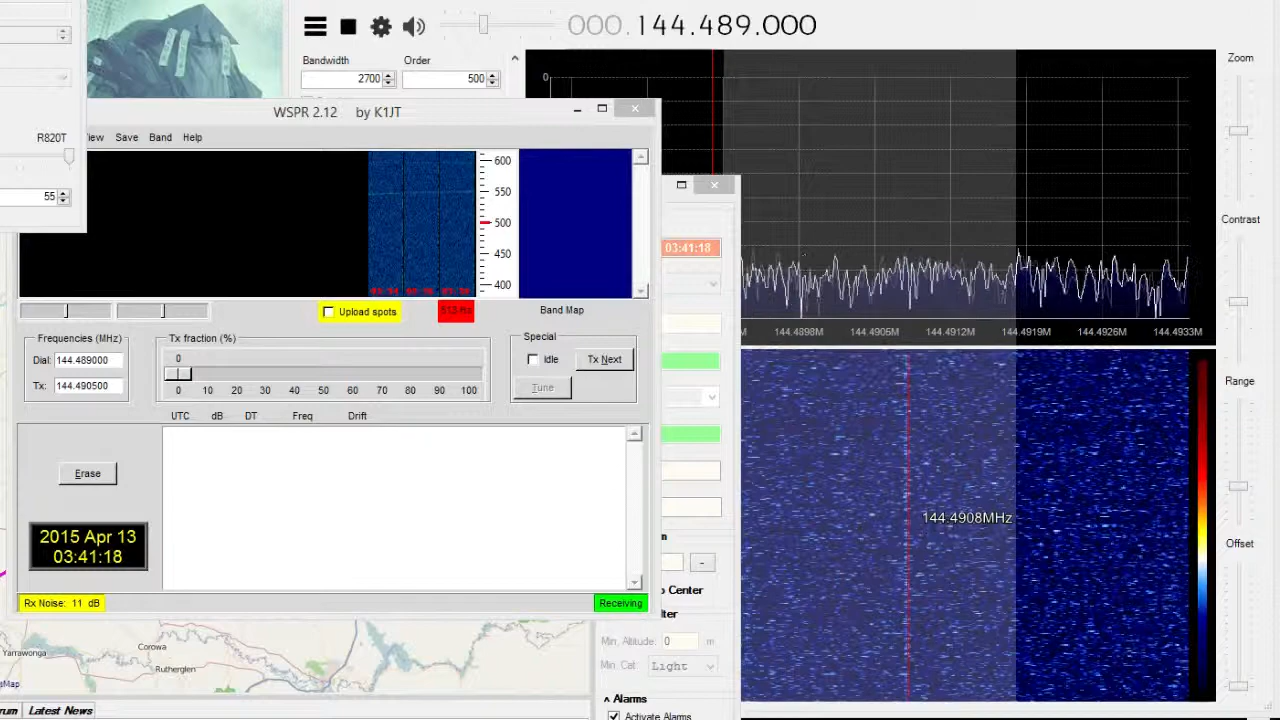 000.144.489.000
Zoom
Bandwidth
Order
2700
500
0
WSPR 2.12 by K1JT
R820T
View Save Band Help
600
550
500
450
400
55
Contrast
03:41:18
Upload spots
Band Map
Frequencies (MHz)
Dial: 144.489000
Tx: 144.490500
Tx fraction (%)
0
0 10 20 30 40 50 60 70 80 90 100
Special
Idle
Tx Next
Tune
M 144.4898M 144.4905M 144.4912M 144.4919M 144.4926M 144.4933M
Range
UTC dB DT Freq Drift
Erase
144.4908MHz
2015 Apr 13
03:41:18
Offset
-
Center
Rx Noise: 11 dB
Receiving
Min. Altitude: 0 m
Min. Cat: Light
Yarrawonga
Corowa
Rutherglen
Alarms
Activate Alarms
Latest News